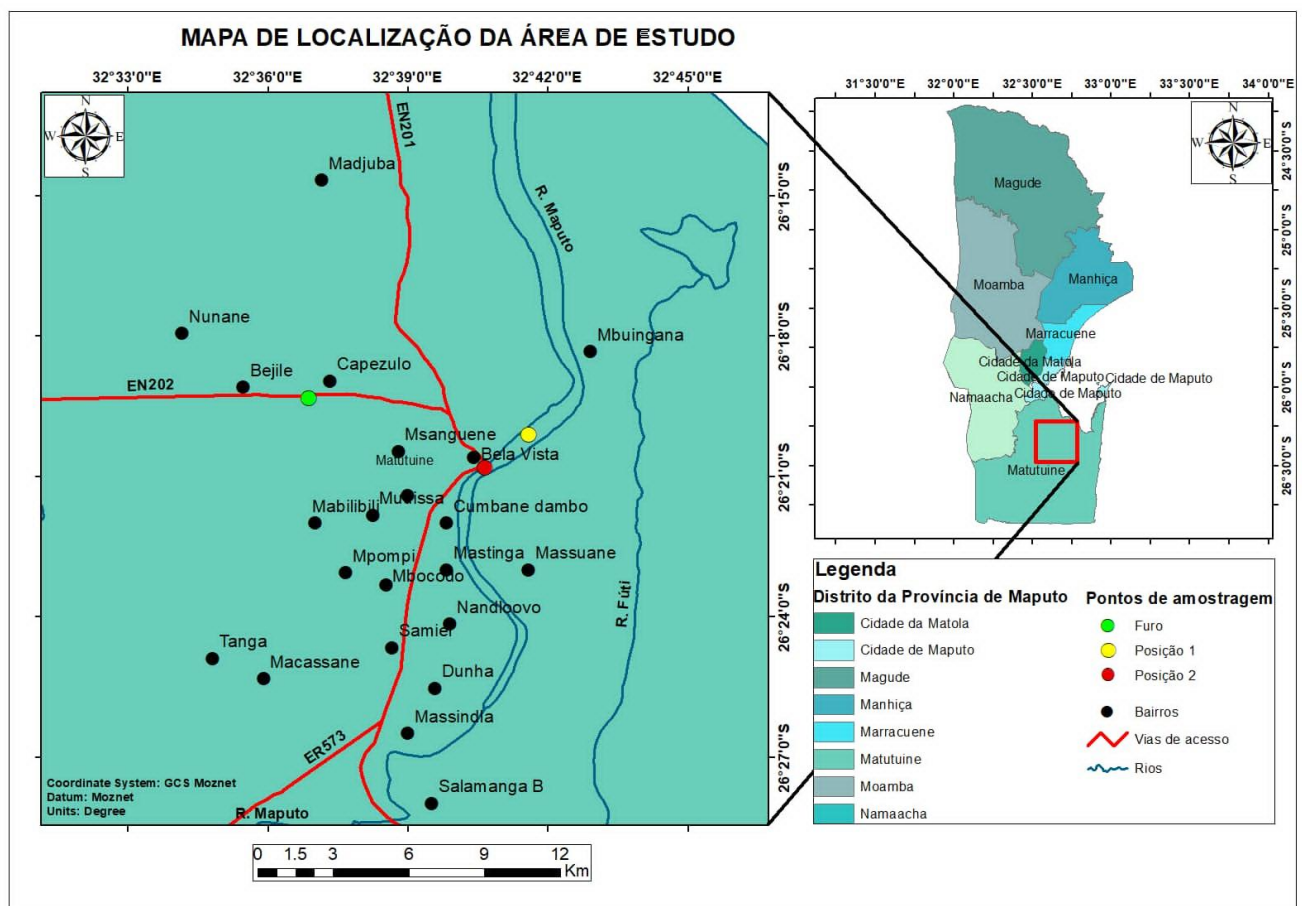 MAPA DE LOCALIZAÇÃO DA ÁREA DE ESTUDO
32°33'0"E 32°36'0"E 32°39'0"E 32°42'0"E 32°45'0"E
N
W E
S
EN201
Madjuba
R. Maputo
26°15'0"S
Nunane
Mbuingana
26°18'0"S
Bejile
Capezulo
EN202
Msanguene
Bela Vista
Matutuine
26°21'0"S
Mabilibili
Cumbane dambo
Mpompi
Mastinga
Massuane
Mbocodo
Nandloovo
R. Fúti
26°24'0"S
Samier
Tanga
Macassane
Dunha
Massindla
ER573
26°27'0"S
Salamanga B
Coordinate System: GCS Moznet
Datum: Moznet
Units: Degree
R. Maputo
0 1.5 3 6 9 12
Km
31°30'0"E 32°0'0"E 32°30'0"E 33°0'0"E 33°30'0"E 34°0'0"E
N
W E
S
24°30'0"S
Magude
25°0'0"S
Moamba
Manhiça
25°30'0"S
Marracuene
Cidade da Matola
Cidade de Maputo
Cidade de Maputo
Cidade de Maputo
26°0'0"S
Namaacha
Matutuine
26°30'0"S
Legenda
Distrito da Província de Maputo
Cidade da Matola
Cidade de Maputo
Magude
Manhiça
Marracuene
Matutuine
Moamba
Namaacha
Pontos de amostragem
Furo
Posição 1
Posição 2
Bairros
Vias de acesso
Rios